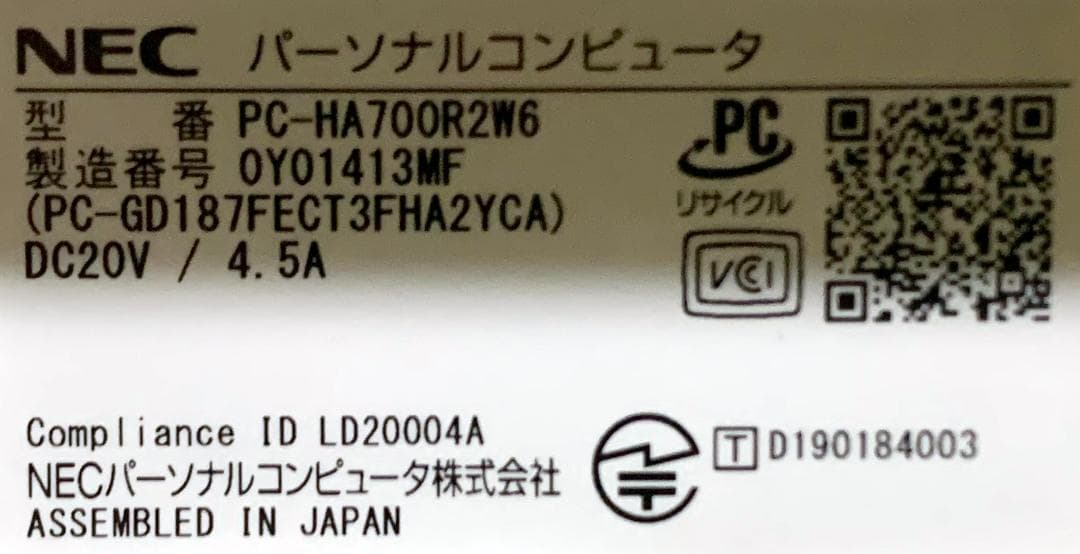 NEC パーソナルコンピュータ
型 番 PC-HA700R2W6
製造番号 0Y01413MF
(PC-GD187FECT3FHA2YCA)
DC20V / 4.5A
PC
リサイクル
VCCI
Compliance ID LD20004A
NECパーソナルコンピュータ株式会社
ASSEMBLED IN JAPAN
T D190184003